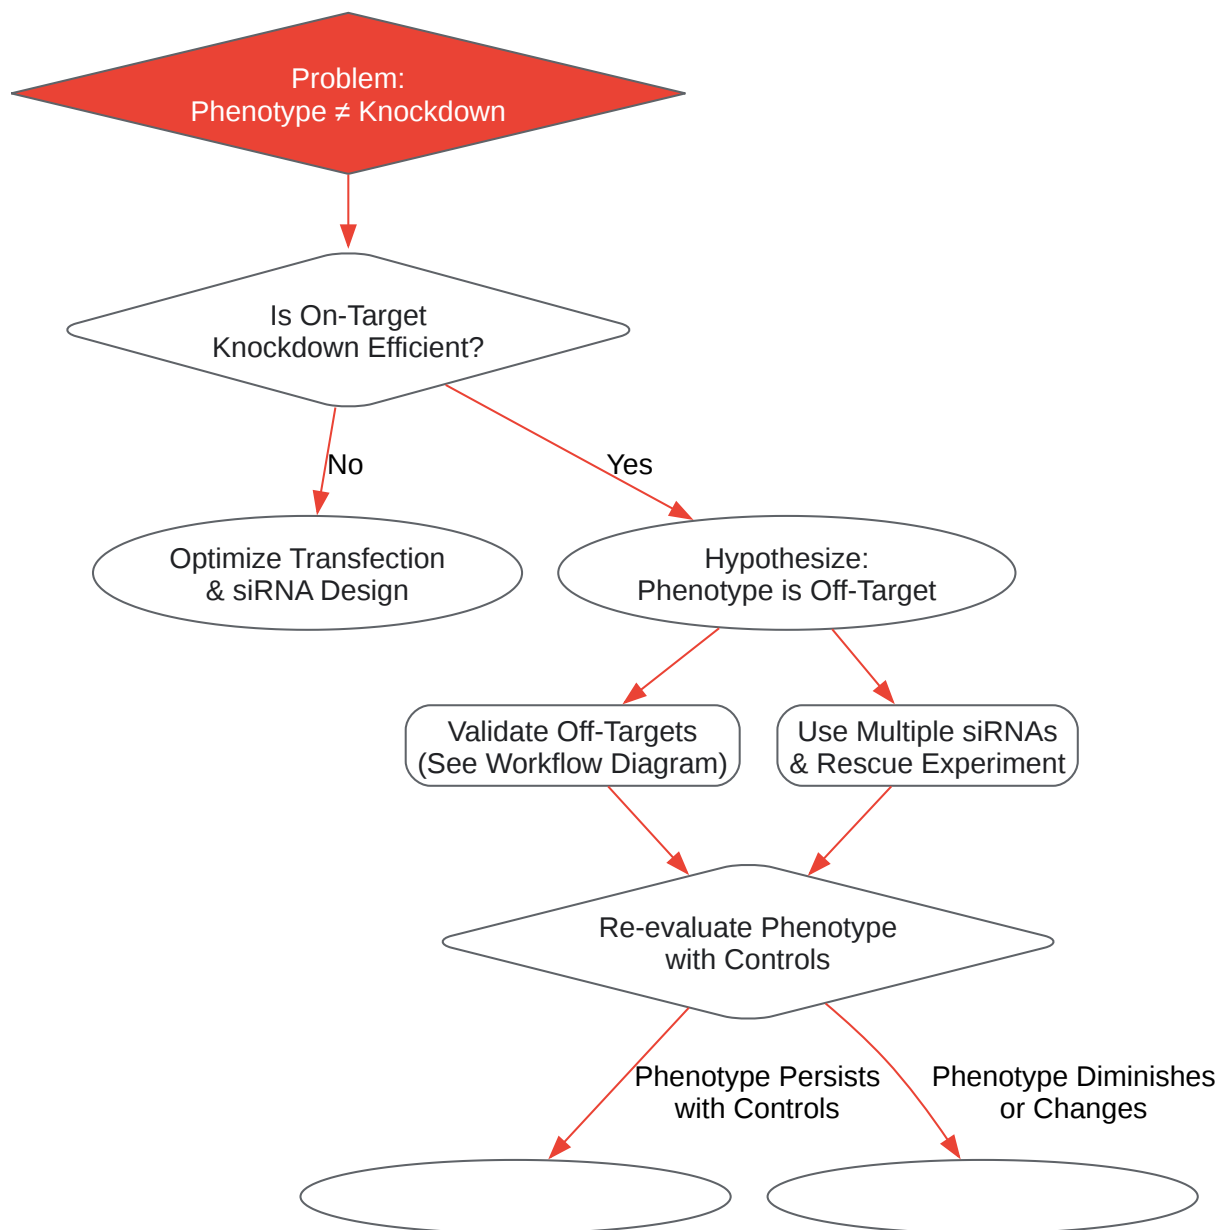 Problem:
Phenotype ≠ Knockdown
Is On-Target
Knockdown Efficient?
No
Yes
Optimize Transfection
& siRNA Design
Hypothesize:
Phenotype is Off-Target
Validate Off-Targets
(See Workflow Diagram)
Use Multiple siRNAs
& Rescue Experiment
Re-evaluate Phenotype
with Controls
Phenotype Persists
with Controls
Phenotype Diminishes
or Changes